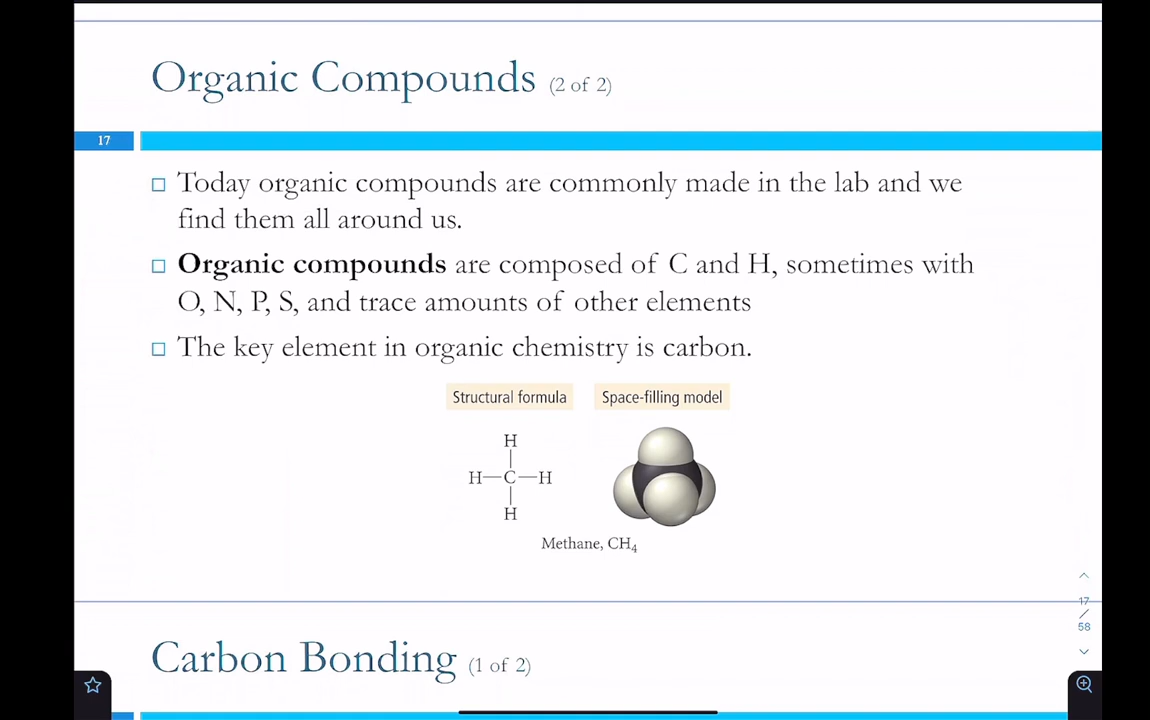 Organic Compounds (2 of 2)
17
Today organic compounds are commonly made in the lab and we
find them all around us.
Organic compounds are composed of C and H, sometimes with
O, N, P, S, and trace amounts of other elements
The key element in organic chemistry is carbon.
Structural formula
Space-filling model
H
H—C—H
H
Methane, CH₄
17
/
58
Carbon Bonding (1 of 2)